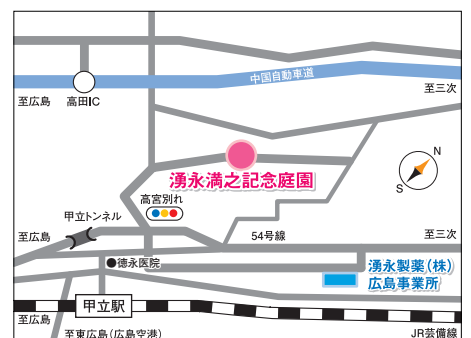 中国自動車道
至広島
高田IC
至三次
N
S
湧永満之記念庭園
高宮別れ
甲立トンネル
至広島
54号線
至三次
徳永医院
湧永製薬(株)
広島事業所
甲立駅
至広島
至東広島(広島空港)
JR芸備線